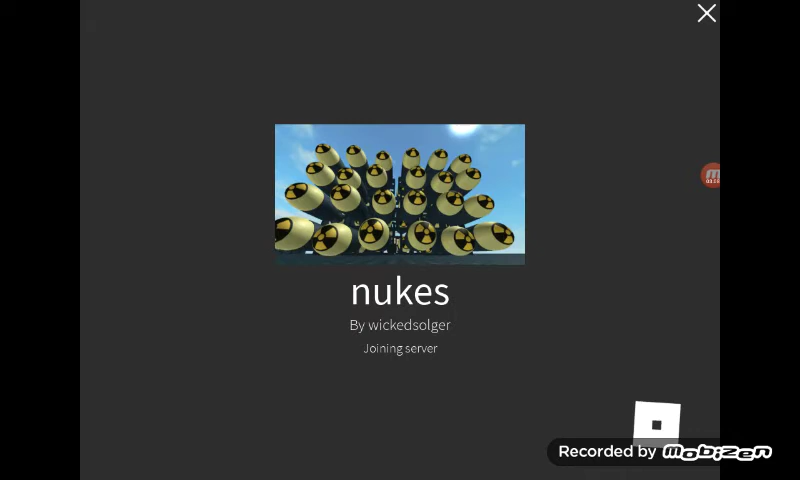 nukes
By wickedsolger
Joining server
Recorded by mobizen